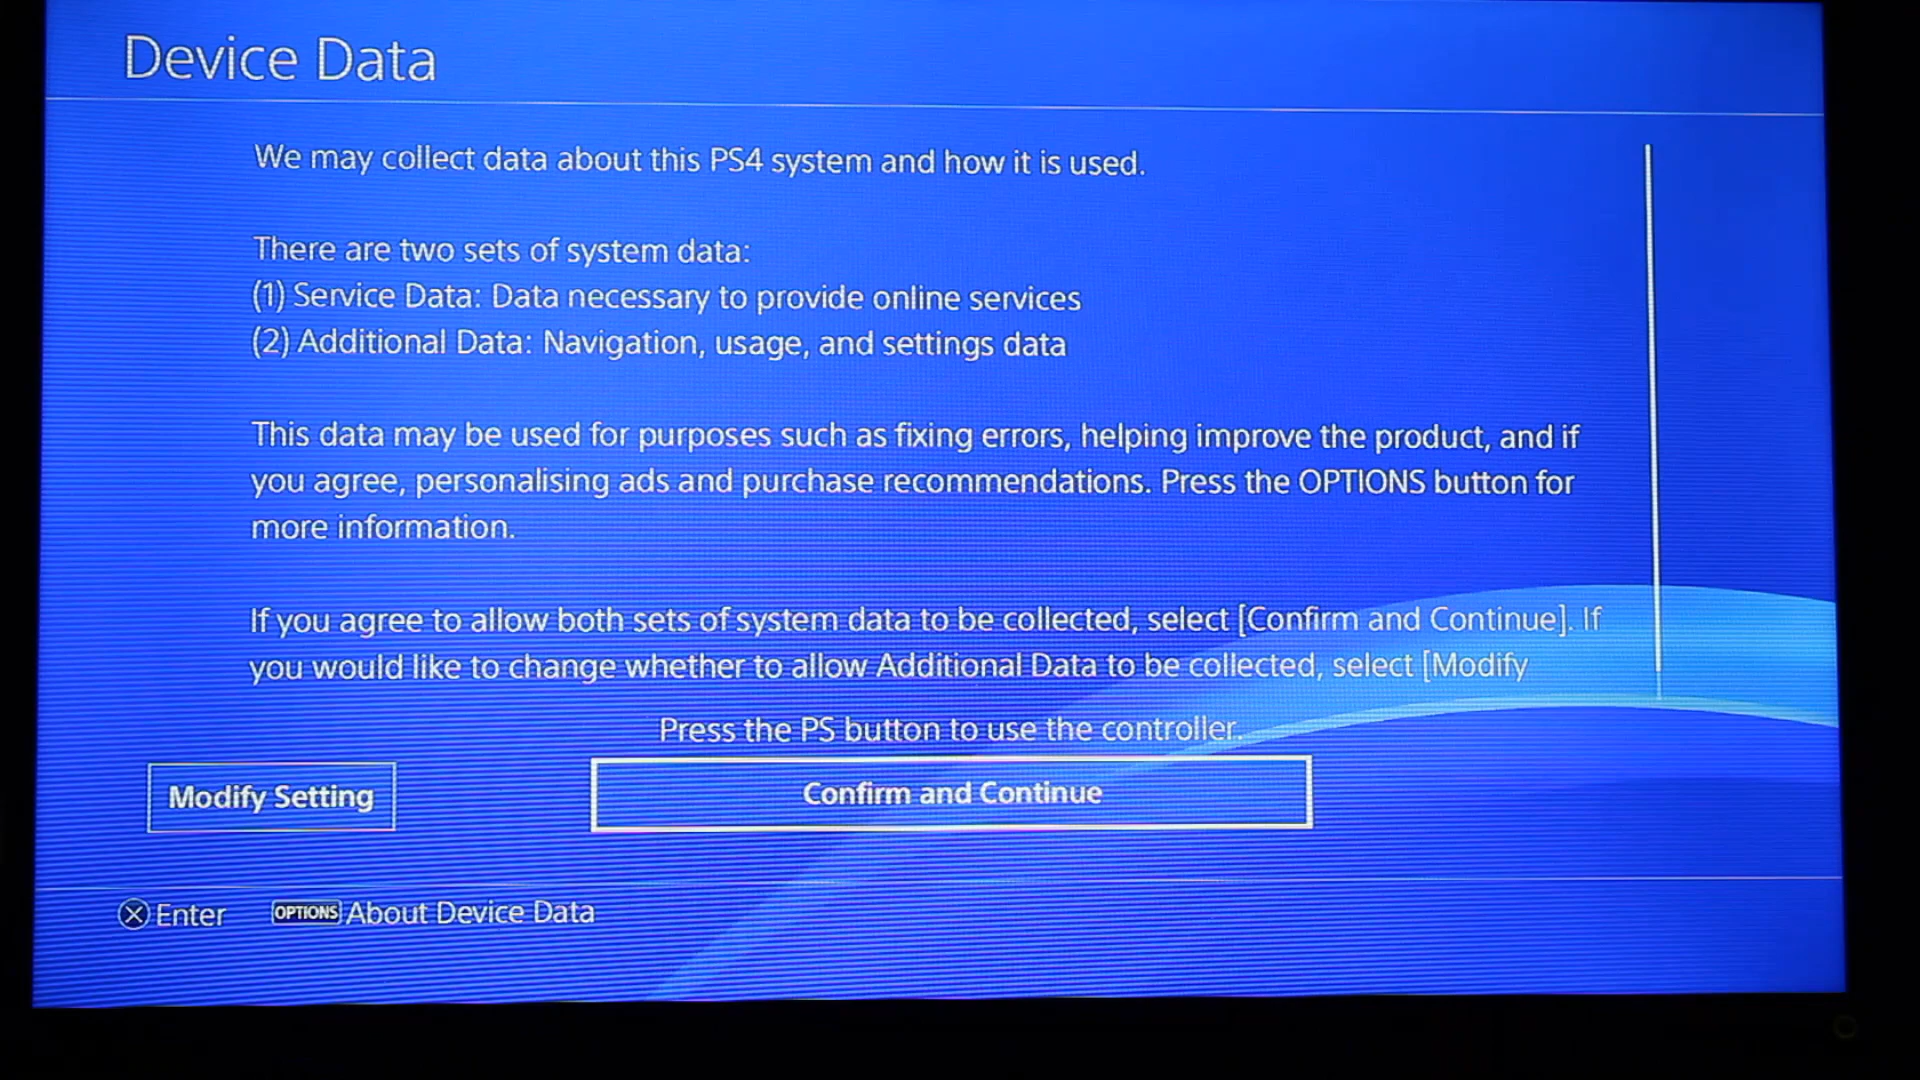 Device Data
We may collect data about this PS4 system and how it is used.
There are two sets of system data:
(1) Service Data: Data necessary to provide online services
(2) Additional Data: Navigation, usage, and settings data
This data may be used for purposes such as fixing errors, helping improve the product, and if
you agree, personalising ads and purchase recommendations. Press the OPTIONS button for
more information.
If you agree to allow both sets of system data to be collected, select [Confirm and Continue]. If
you would like to change whether to allow Additional Data to be collected, select [Modify
Press the PS button to use the controller.
Modify Setting
Confirm and Continue
Enter
OPTIONS About Device Data